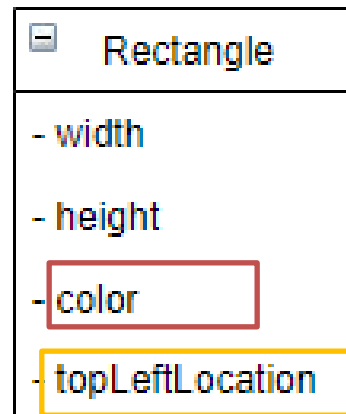 Rectangle
- width
- height
- color
- topLeftLocation